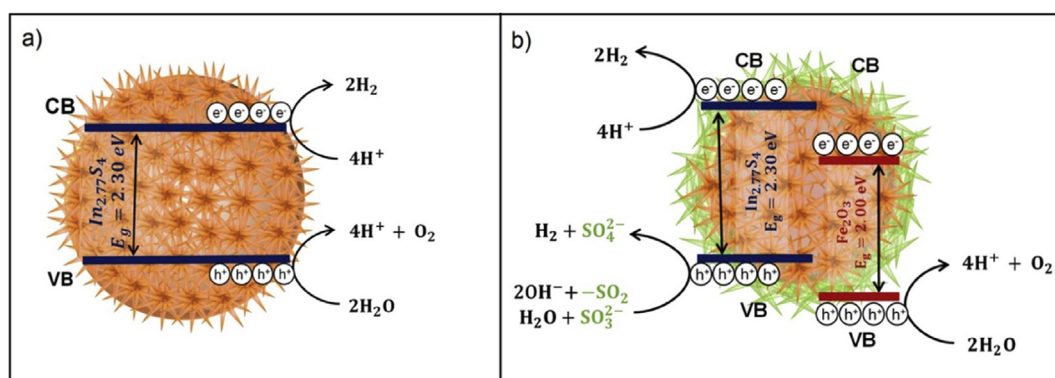 a)
CB
e⁻ e⁻ e⁻ e⁻
2H₂
4H⁺
In₂.₇₇S₄
E_g = 2.30 eV
4H⁺ + O₂
VB
h⁺ h⁺ h⁺ h⁺
2H₂O
b)
2H₂
CB
CB
e⁻ e⁻ e⁻ e⁻
4H⁺
e⁻ e⁻ e⁻ e⁻
In₂.₇₇S₄
E_g = 2.30 eV
Fe₂O₃
E_g = 2.00 eV
H₂ + SO₄²⁻
4H⁺ + O₂
h⁺ h⁺ h⁺ h⁺
2OH⁻ + −SO₂
H₂O + SO₃²⁻
VB
h⁺ h⁺ h⁺ h⁺
VB
2H₂O